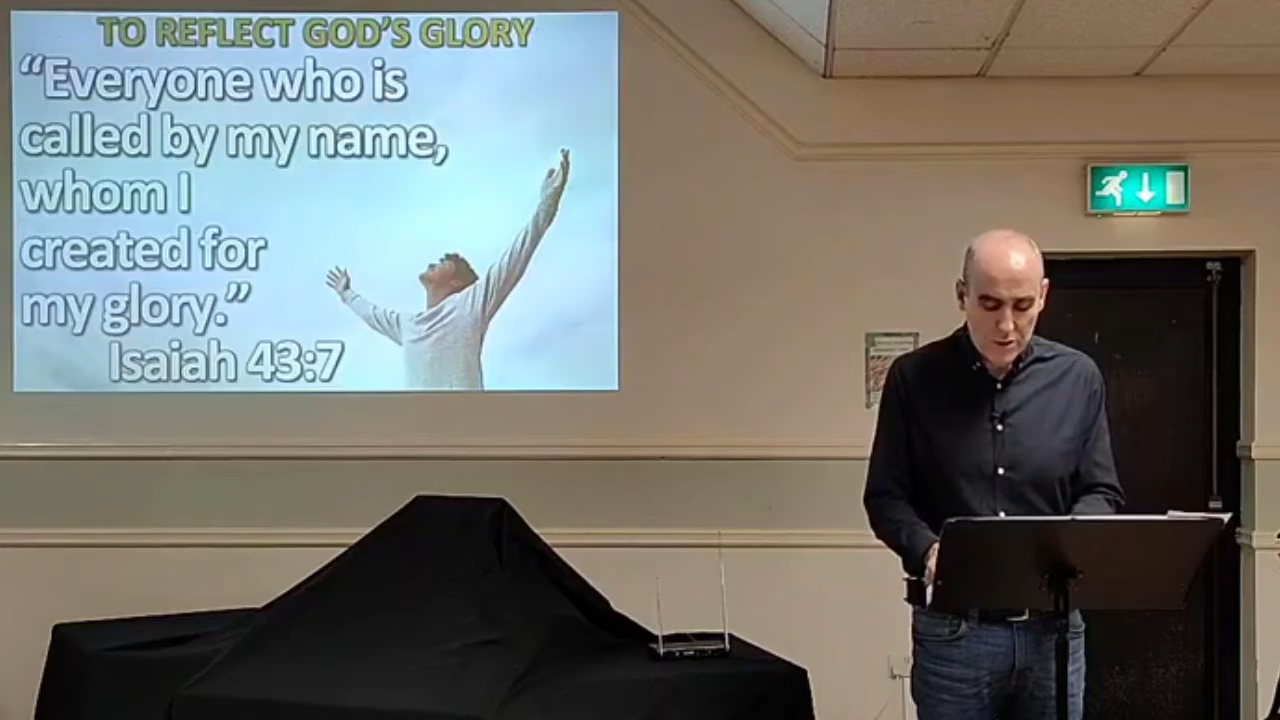 TO REFLECT GOD'S GLORY
“Everyone who is
called by my name,
whom I
created for
my glory.”
Isaiah 43:7